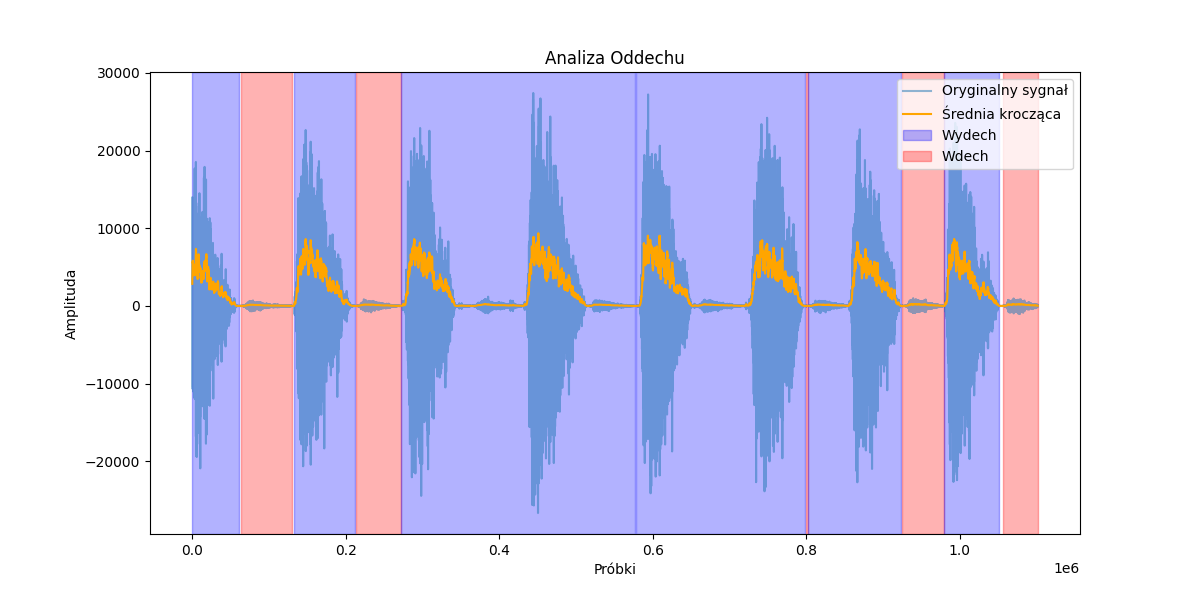 Analiza Oddechu
Oryginalny sygnał
Średnia krocząca
Wydech
Wdech
Amplituda
30000
20000
10000
0
−10000
−20000
0.0
0.2
0.4
0.6
0.8
1.0
1e6
Próbki